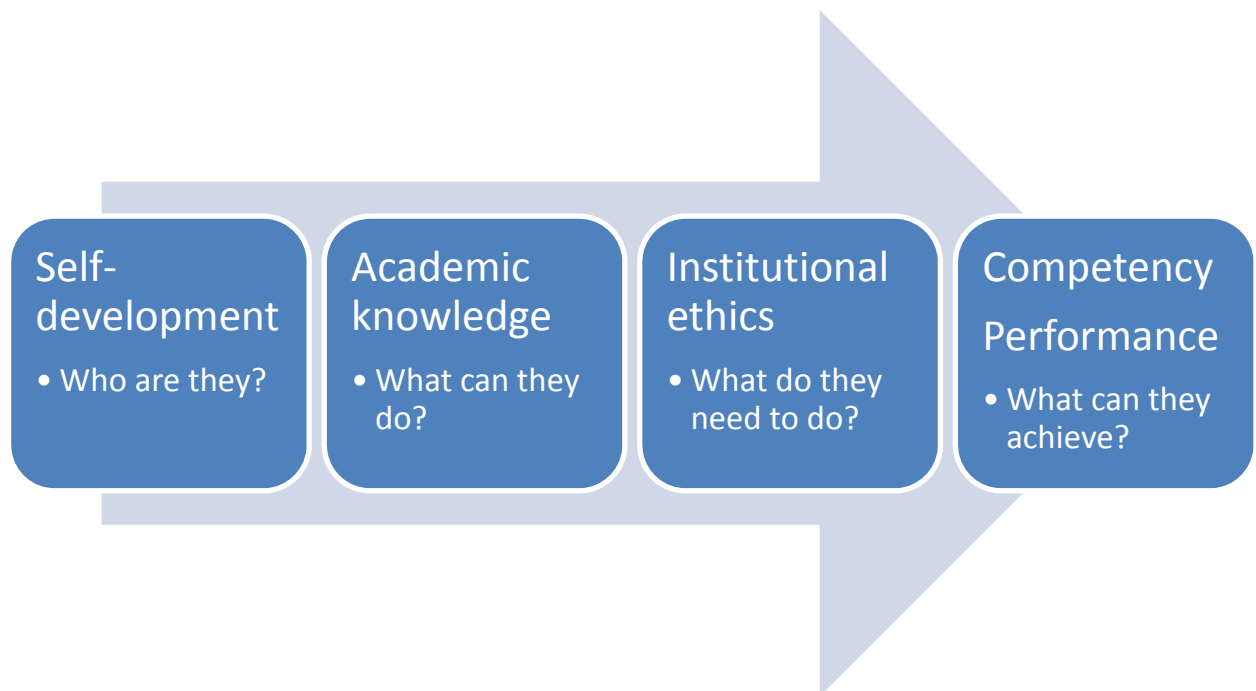 Self-
development
• Who are they?
Academic
knowledge
• What can they
do?
Institutional
ethics
• What do they
need to do?
Competency
Performance
• What can they
achieve?